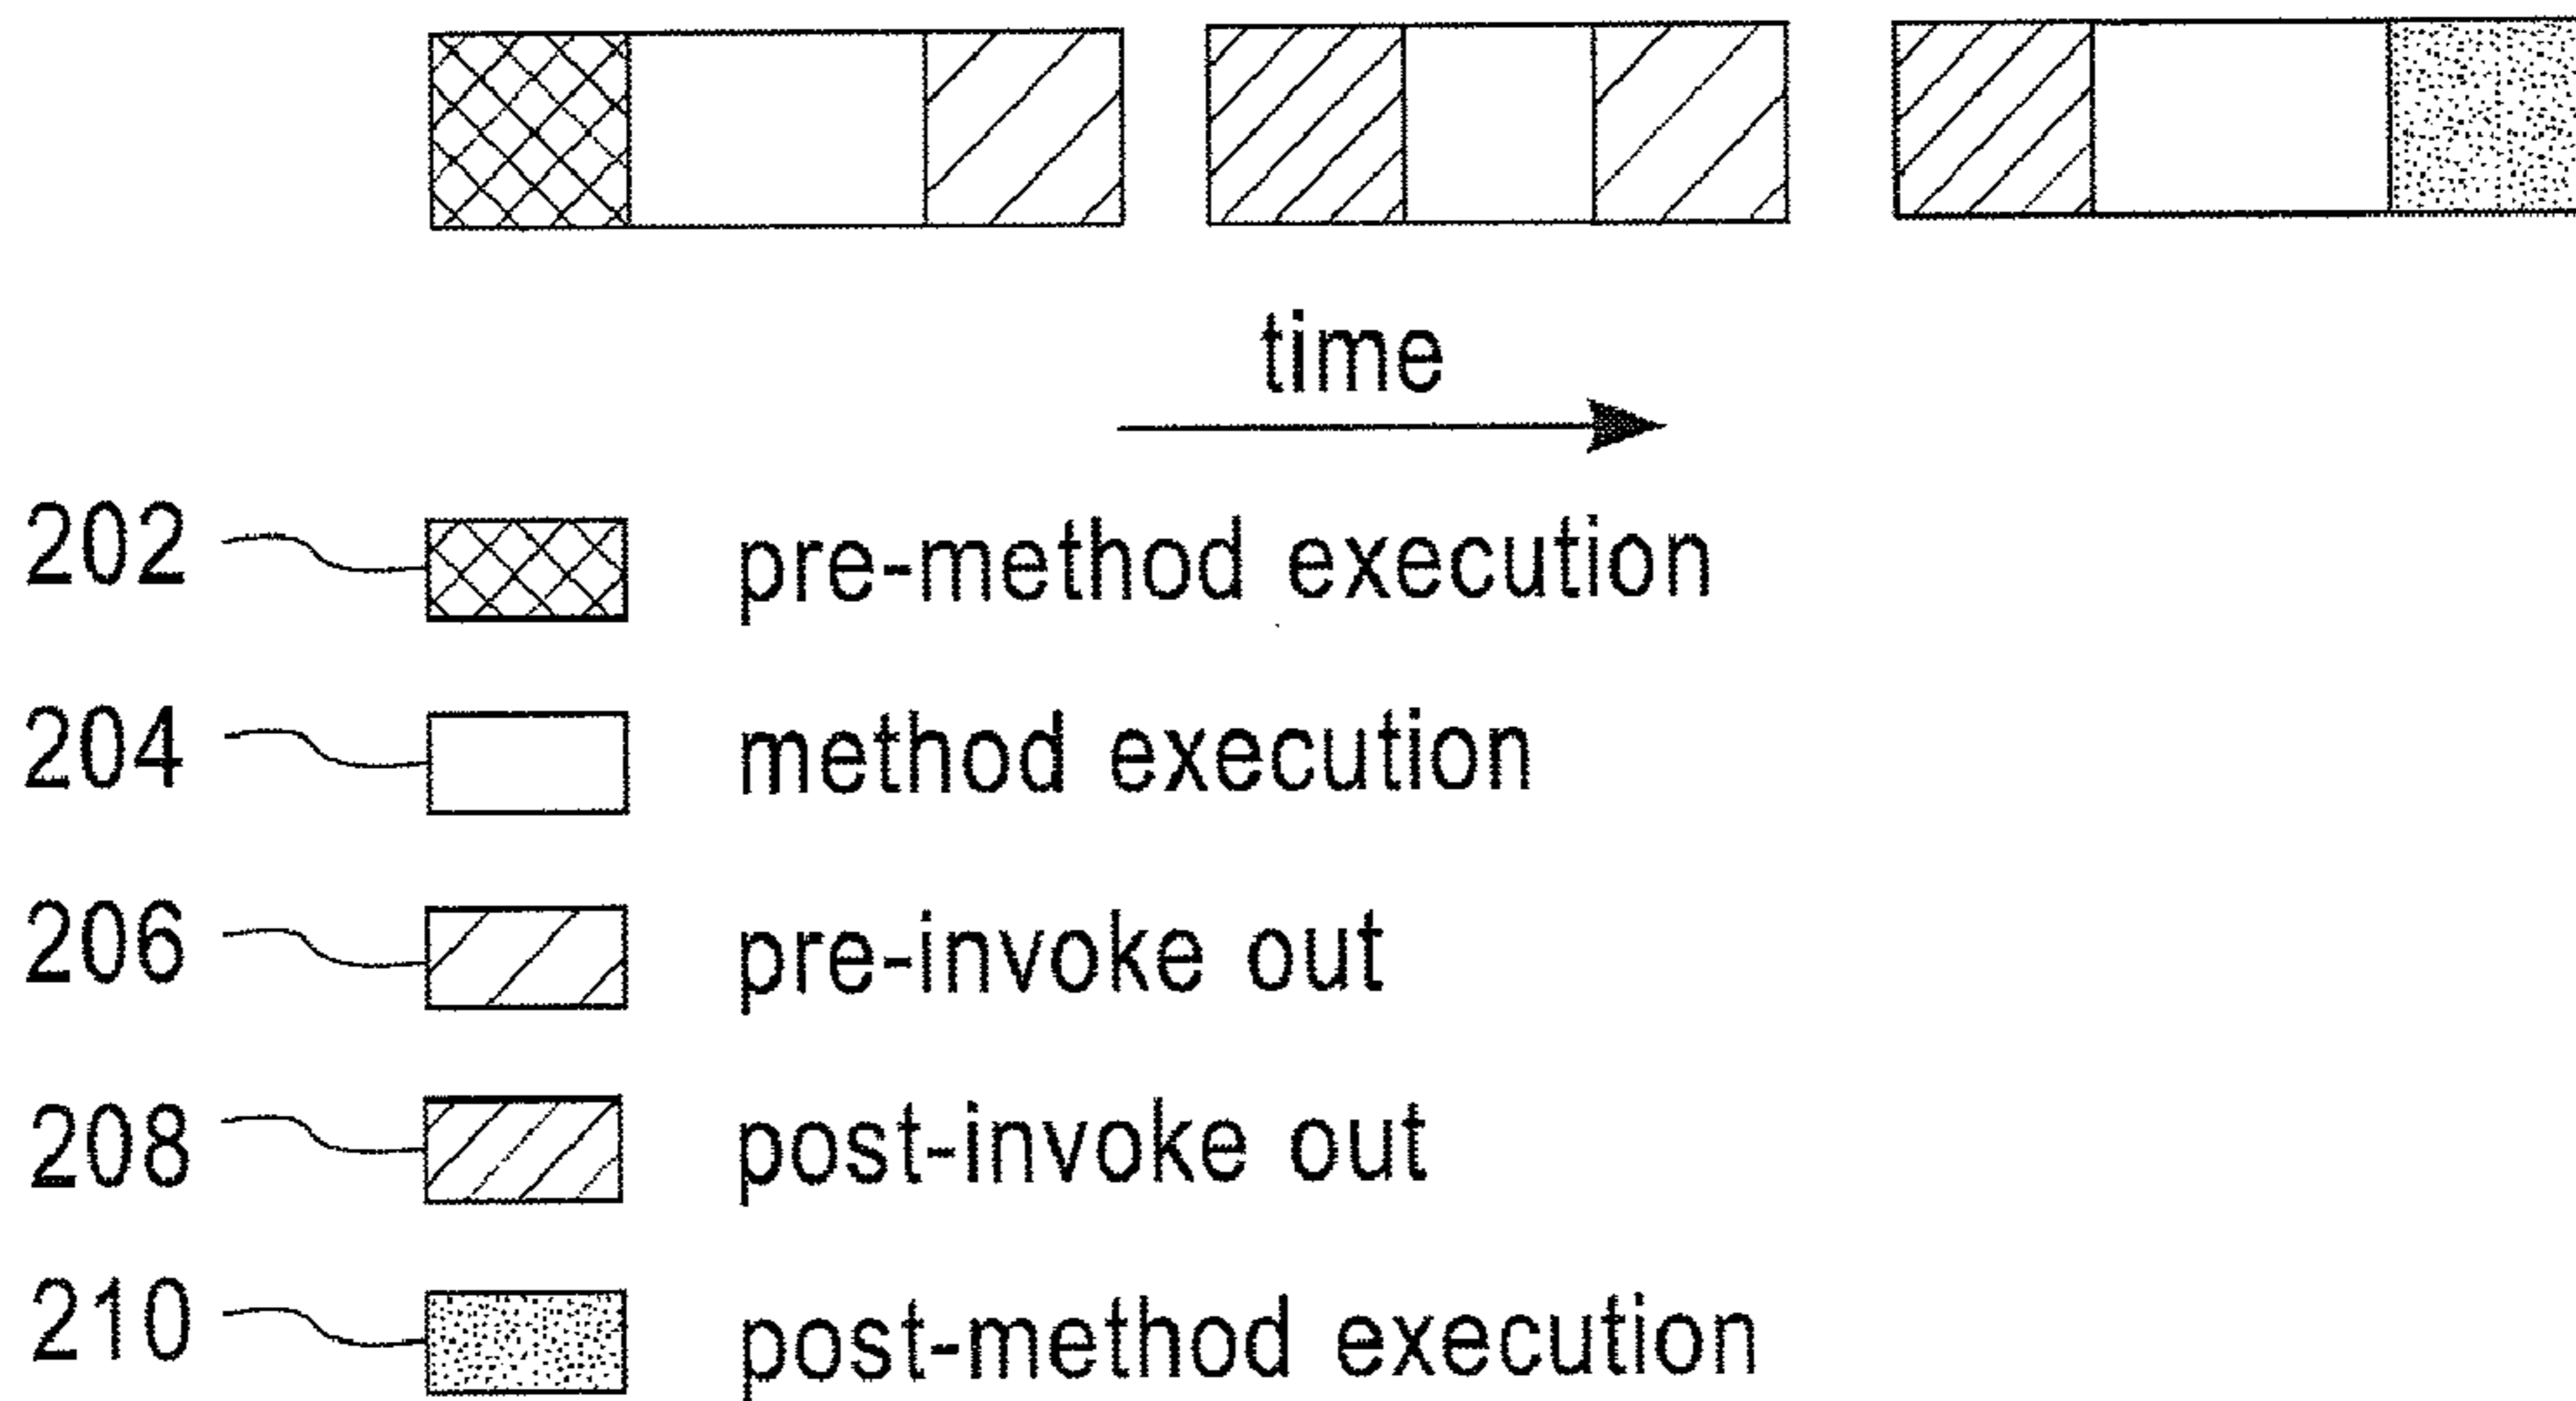 time
202 pre-method execution
204 method execution
206 pre-invoke out
208 post-invoke out
210 post-method execution